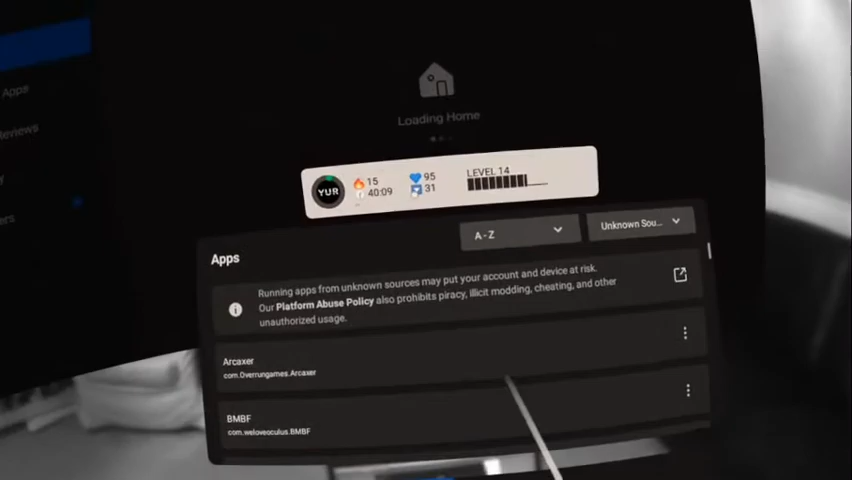 Apps
Reviews
Loading Home
YUR
15
95
LEVEL 14
40:09
31
A - Z
Unknown Sou...
Apps
Running apps from unknown sources may put your account and device at risk.
Our Platform Abuse Policy also prohibits piracy, illicit modding, cheating, and other
unauthorized usage.
Arcaxer
com.Overrungames.Arcaxer
BMBF
com.weloveoculus.BMBF